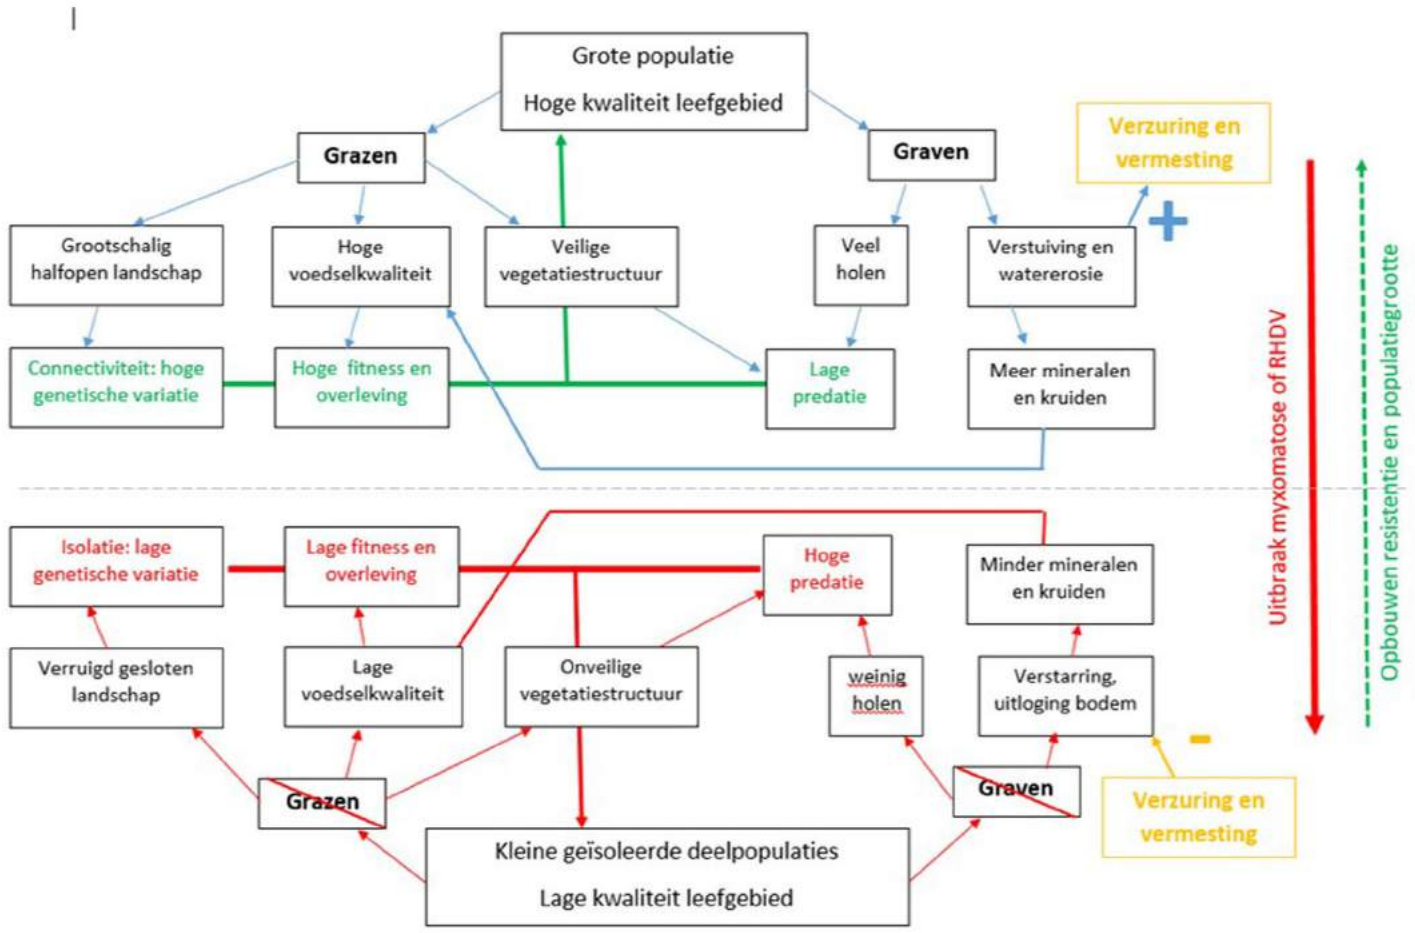 Grote populatie
Hoge kwaliteit leefgebied
Verzuring en
vermesting
Grazen
Graven
+
Grootschalig
halfopen landschap
Hoge
voedselkwaliteit
Veilige
vegetatiestructuur
Veel
holen
Verstuiving en
watererosie
Connectiviteit: hoge
genetische variatie
Hoge fitness en
overleving
Lage
predatie
Meer mineralen
en kruiden
Uitbraak myxomatose of RHDV
Opbouwen resistentie en populatiegrootte
Isolatie: lage
genetische variatie
Lage fitness en
overleving
Hoge
predatie
Minder mineralen
en kruiden
Verruigd gesloten
landschap
Lage
voedselkwaliteit
Onveilige
vegetatiestructuur
weinig
holen
Verstarring,
uitloging bodem
-
Grazen
Graven
Verzuring en
vermesting
Kleine geïsoleerde deelpopulaties
Lage kwaliteit leefgebied